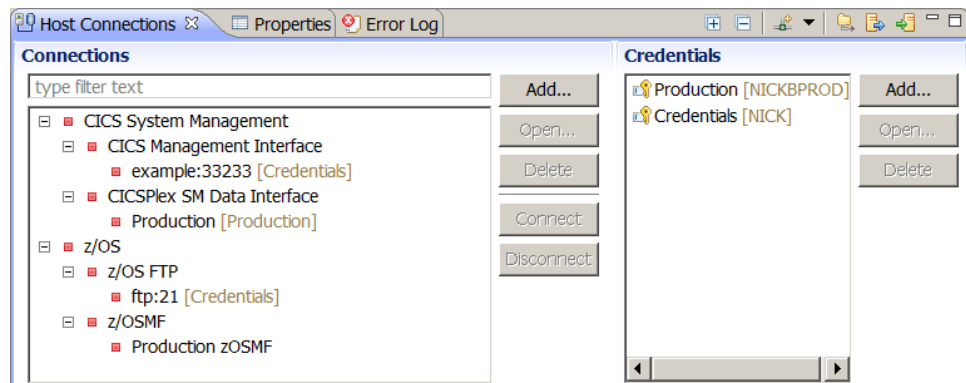 Host Connections Properties Error Log
Connections
type filter text
CICS System Management
CICS Management Interface
example:33233 [Credentials]
CICSPlex SM Data Interface
Production [Production]
z/OS
z/OS FTP
ftp:21 [Credentials]
z/OSMF
Production zOSMF
Add...
Open...
Delete
Connect
Disconnect
Credentials
Production [NICKBPROD]
Credentials [NICK]
Add...
Open...
Delete